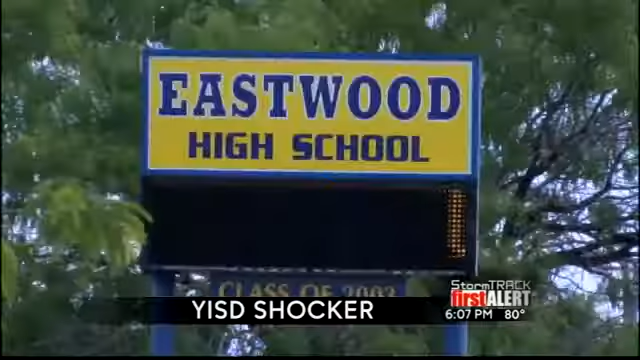 EASTWOOD
HIGH SCHOOL
CLASS OF 2003
YISD SHOCKER
StormTRACK
firstALERT
6:07 PM 80°